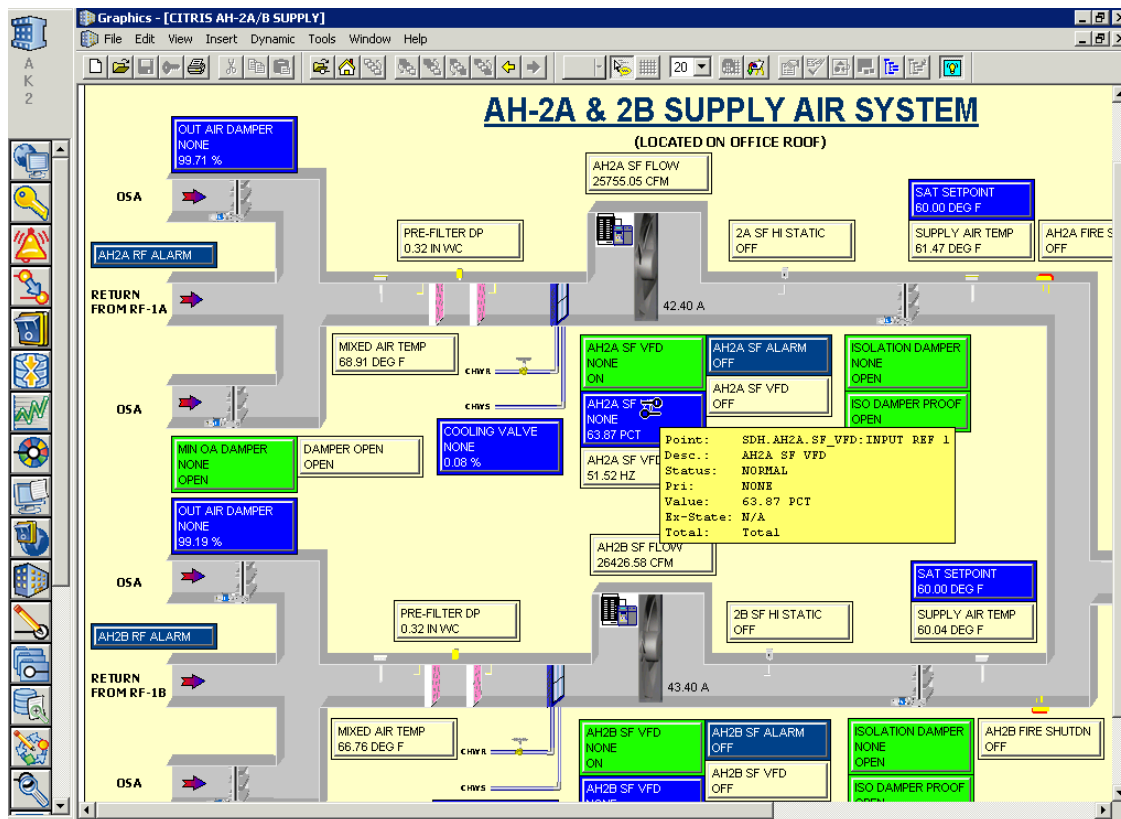 Graphics - [CITRIS AH-2A/B SUPPLY]
File Edit View Insert Dynamic Tools Window Help
A
K
2
20
AH-2A & 2B SUPPLY AIR SYSTEM
(LOCATED ON OFFICE ROOF)
OUT AIR DAMPER
NONE
99.71 %
AH2A SF FLOW
25755.05 CFM
OSA
SAT SETPOINT
60.00 DEG F
PRE-FILTER DP
0.32 IN WC
2A SF HI STATIC
OFF
SUPPLY AIR TEMP
61.47 DEG F
AH2A FIRE S
OFF
AH2A RF ALARM
RETURN
FROM RF-1A
42.40 A
MIXED AIR TEMP
68.91 DEG F
CHWR
AH2A SF VFD
NONE
ON
AH2A SF ALARM
OFF
ISOLATION DAMPER
NONE
OPEN
AH2A SF VFD
OFF
OSA
CHWS
AH2A SF
NONE
63.87 PCT
ISO DAMPER PROOF
OPEN
MIN OA DAMPER
NONE
OPEN
DAMPER OPEN
OPEN
COOLING VALVE
NONE
0.08 %
AH2A SF VFD
51.52 HZ
Point: SDH.AH2A.SF_VFD:INPUT REF 1
Desc.: AH2A SF VFD
Status: NORMAL
Pri: NONE
Value: 63.87 PCT
Ex-State: N/A
Total: Total
OUT AIR DAMPER
NONE
99.19 %
AH2B SF FLOW
26426.58 CFM
OSA
SAT SETPOINT
60.00 DEG F
PRE-FILTER DP
0.32 IN WC
2B SF HI STATIC
OFF
SUPPLY AIR TEMP
60.04 DEG F
AH2B RF ALARM
RETURN
FROM RF-1B
43.40 A
MIXED AIR TEMP
66.76 DEG F
CHWR
AH2B SF VFD
NONE
ON
AH2B SF ALARM
OFF
ISOLATION DAMPER
NONE
OPEN
AH2B FIRE SHUTDN
OFF
OSA
CHWS
AH2B SF VFD
NONE
AH2B SF VFD
OFF
ISO DAMPER PROOF
OPEN